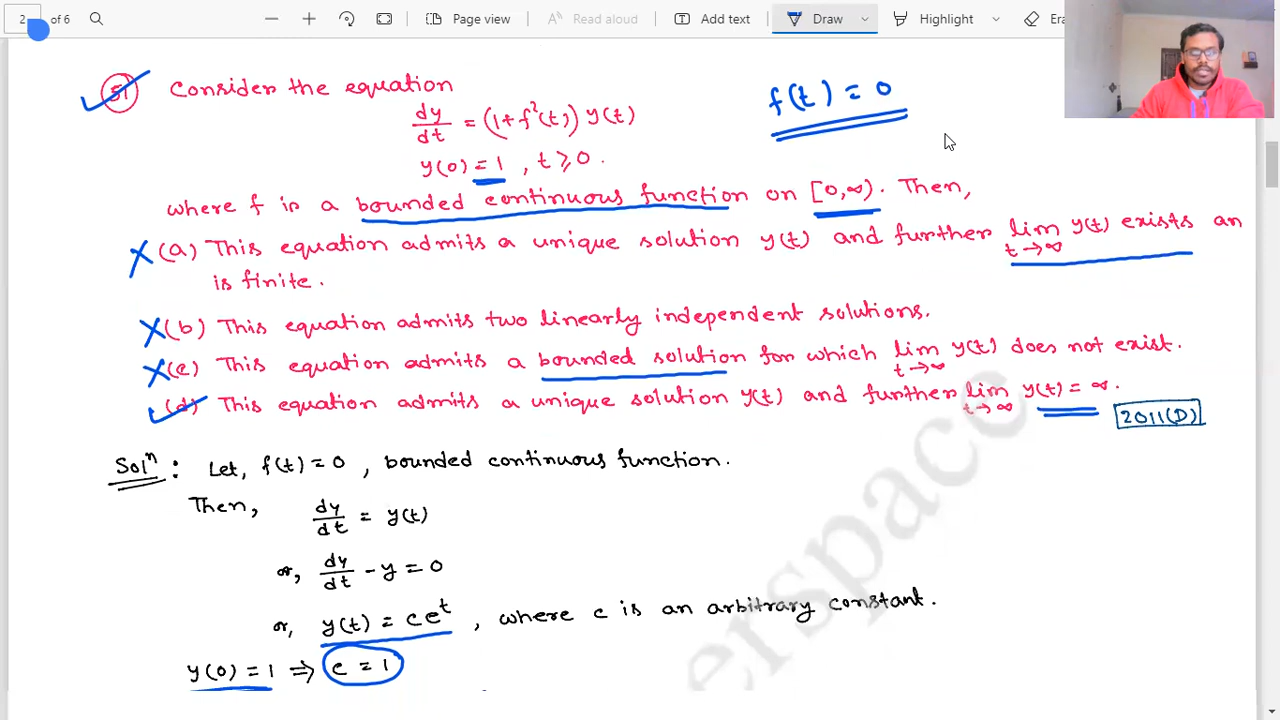 2 of 6 Page view Read aloud Add text Draw Highlight
51 Consider the equation
dy/dt = (1+f²(t)) y(t)
f(t) = 0
y(0) = 1 , t ≥ 0.
where f is a bounded continuous function on [0,∞). Then,
(a) This equation admits a unique solution y(t) and further lim t→∞ y(t) exists an
is finite.
(b) This equation admits two linearly independent solutions.
(c) This equation admits a bounded solution for which lim t→∞ y(t) does not exist.
(d) This equation admits a unique solution y(t) and further lim t→∞ y(t) = ∞.
2011(D)
Solⁿ : Let, f(t) = 0 , bounded continuous function.
Then, dy/dt = y(t)
or, dy/dt - y = 0
or, y(t) = ce^t , where c is an arbitrary constant.
y(0) = 1 ⇒ c = 1
erspace